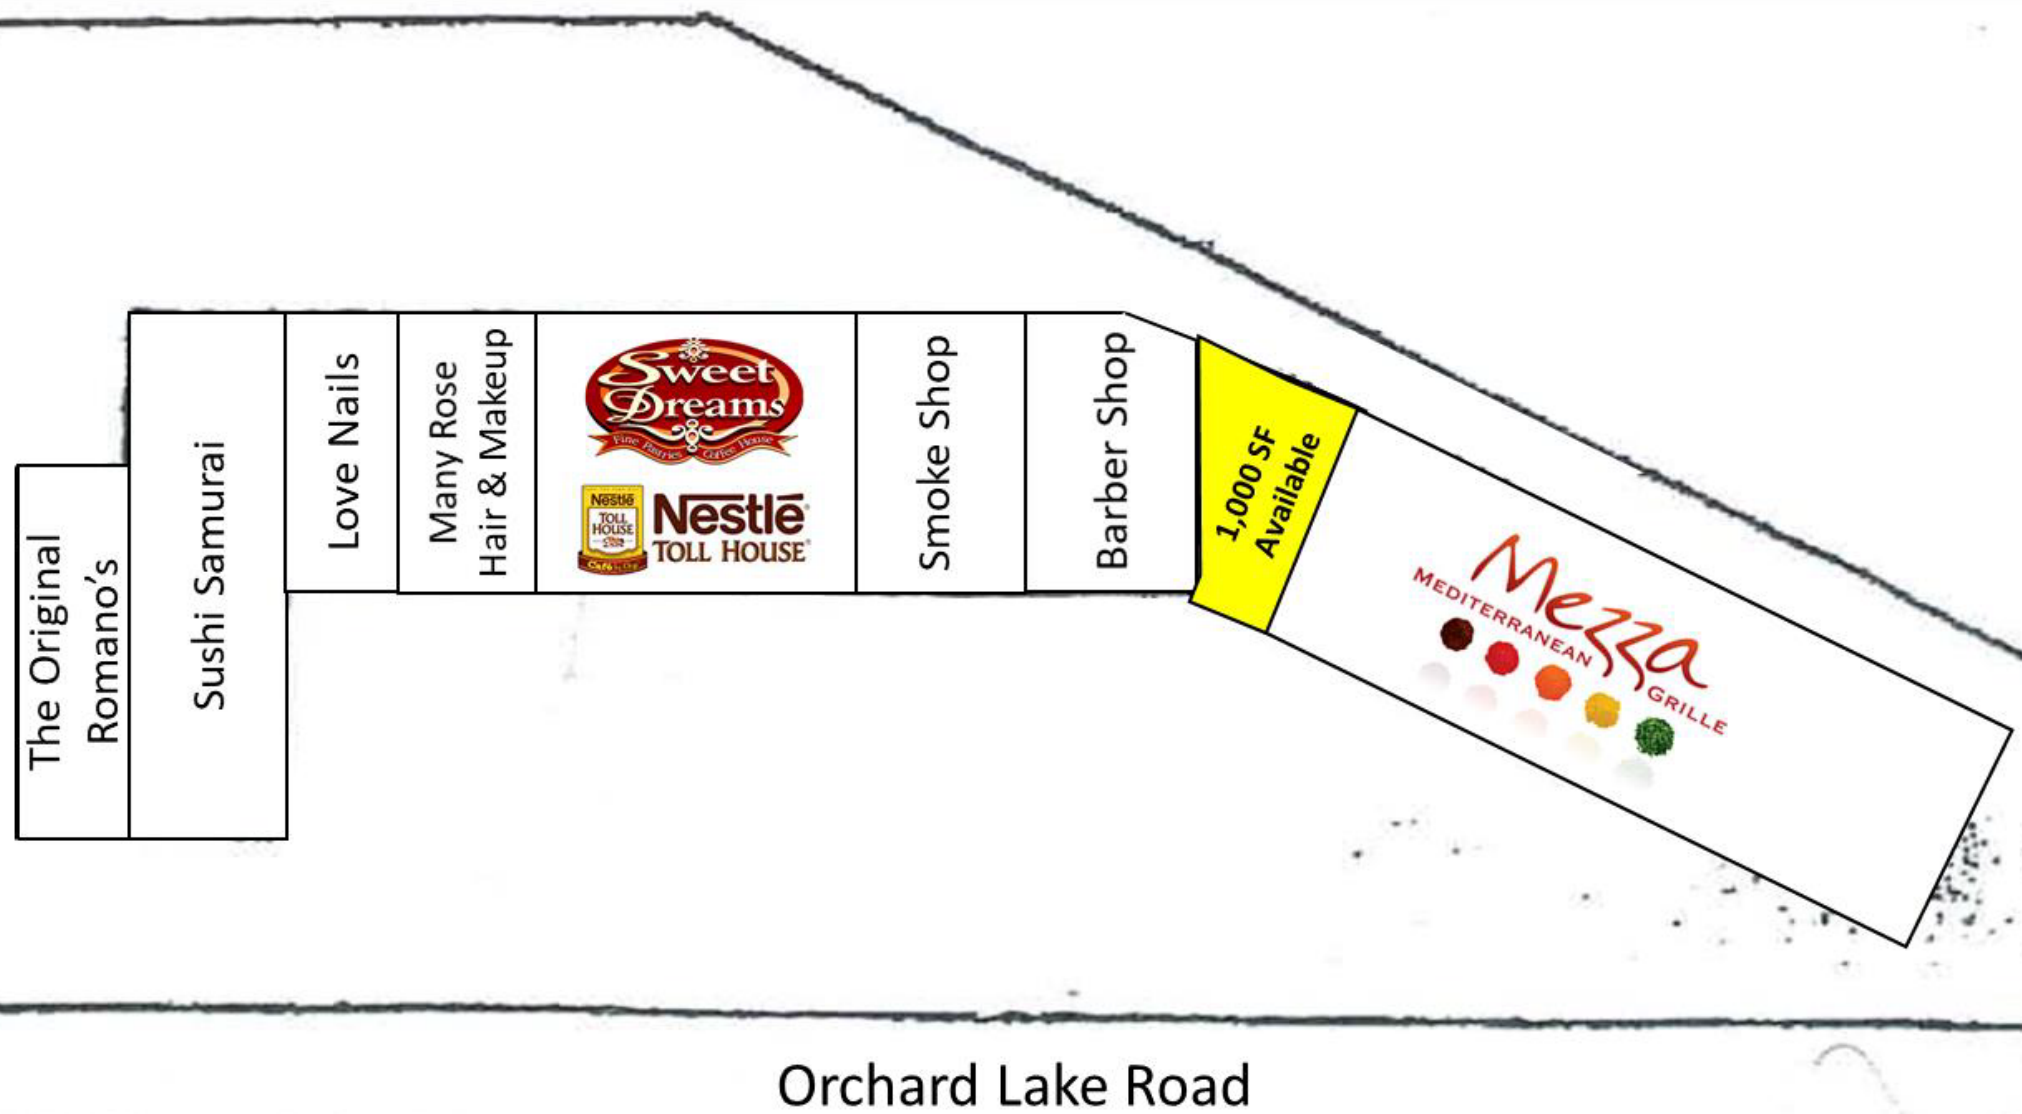 The Original
Romano’s
Sushi Samurai
Love Nails
Many Rose
Hair & Makeup
Sweet
Dreams
Fine Pastries Coffee House
Nestlé
TOLL
HOUSE
Café
Nestlé
TOLL HOUSE
Smoke Shop
Barber Shop
1,000 SF
Available
Mezza
MEDITERRANEAN
GRILLE
Orchard Lake Road